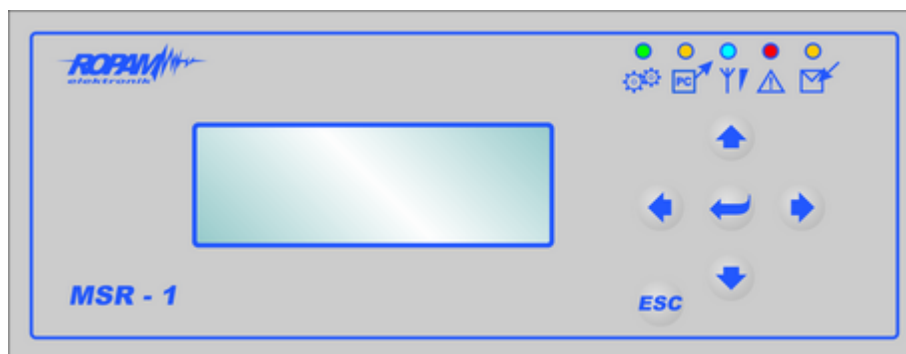 ROPAM
elektronik
PC
MSR - 1
ESC